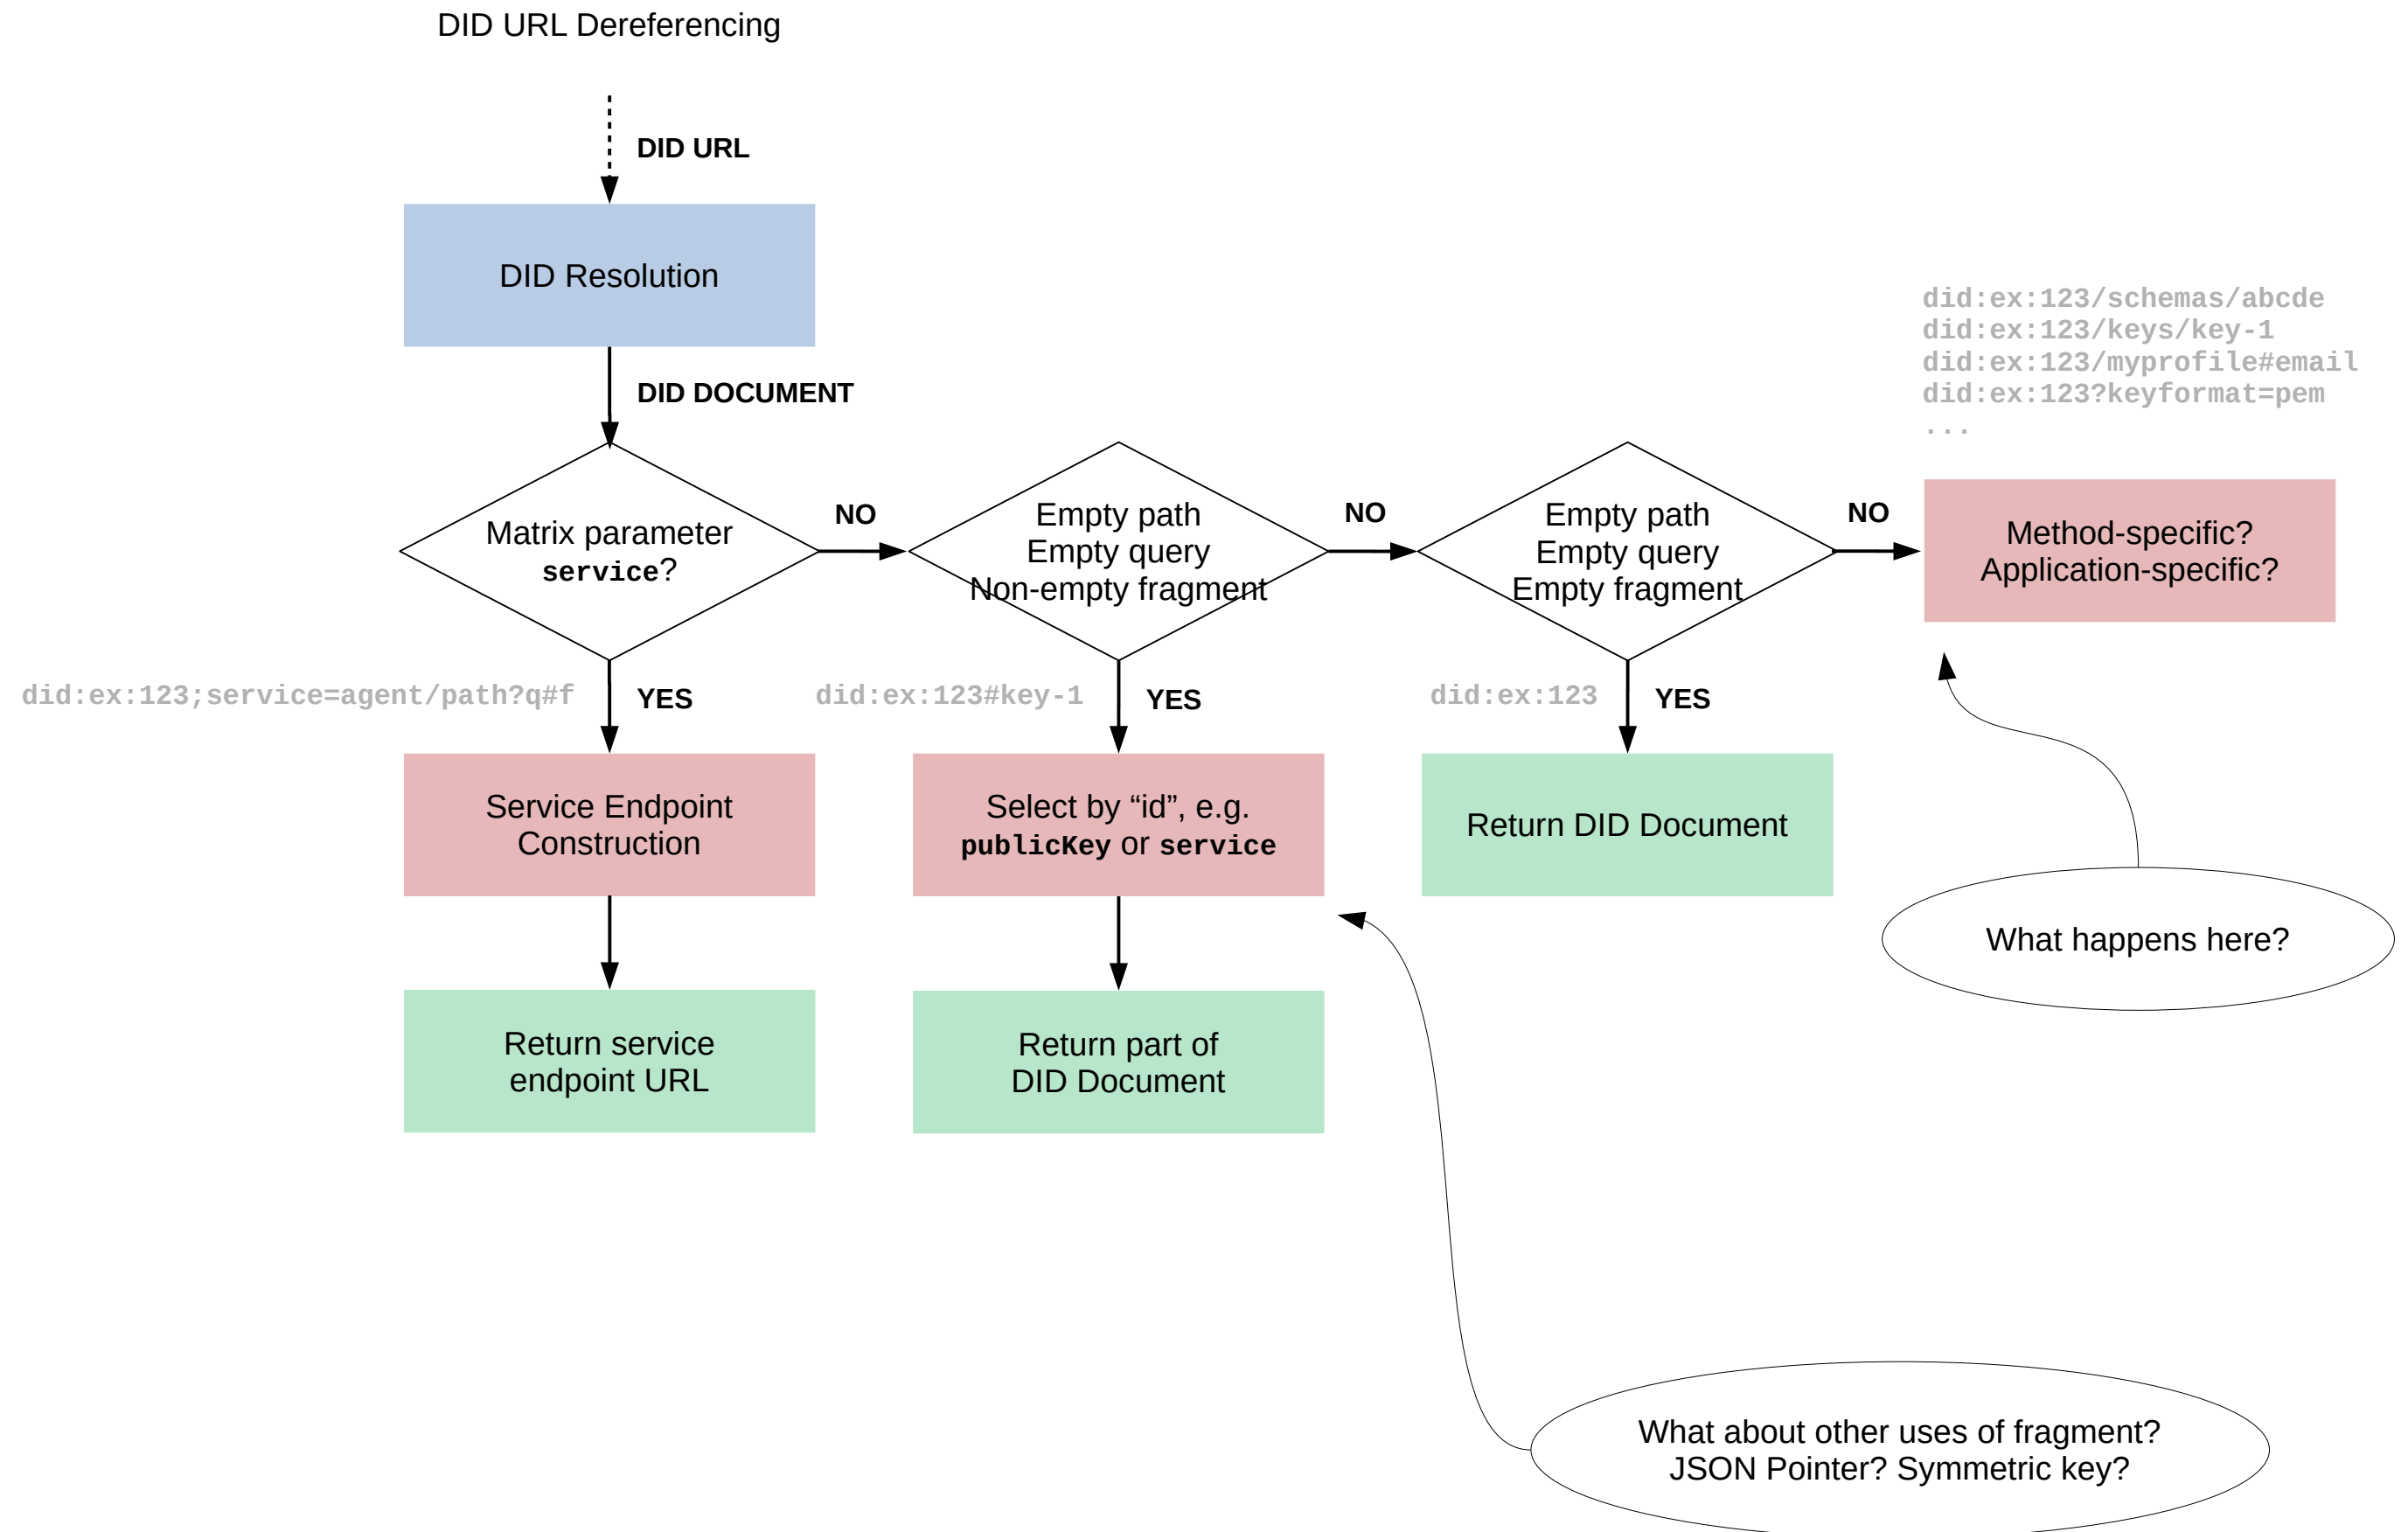 DID URL Dereferencing
DID URL
DID Resolution
DID DOCUMENT
did:ex:123/schemas/abcde
did:ex:123/keys/key-1
did:ex:123/myprofile#email
did:ex:123?keyformat=pem
...
Matrix parameter
service?
NO
Empty path
Empty query
Non-empty fragment
NO
Empty path
Empty query
Empty fragment
NO
Method-specific?
Application-specific?
did:ex:123;service=agent/path?q#f
YES
did:ex:123#key-1
YES
did:ex:123
YES
Service Endpoint
Construction
Select by “id”, e.g.
publicKey or service
Return DID Document
What happens here?
Return service
endpoint URL
Return part of
DID Document
What about other uses of fragment?
JSON Pointer? Symmetric key?